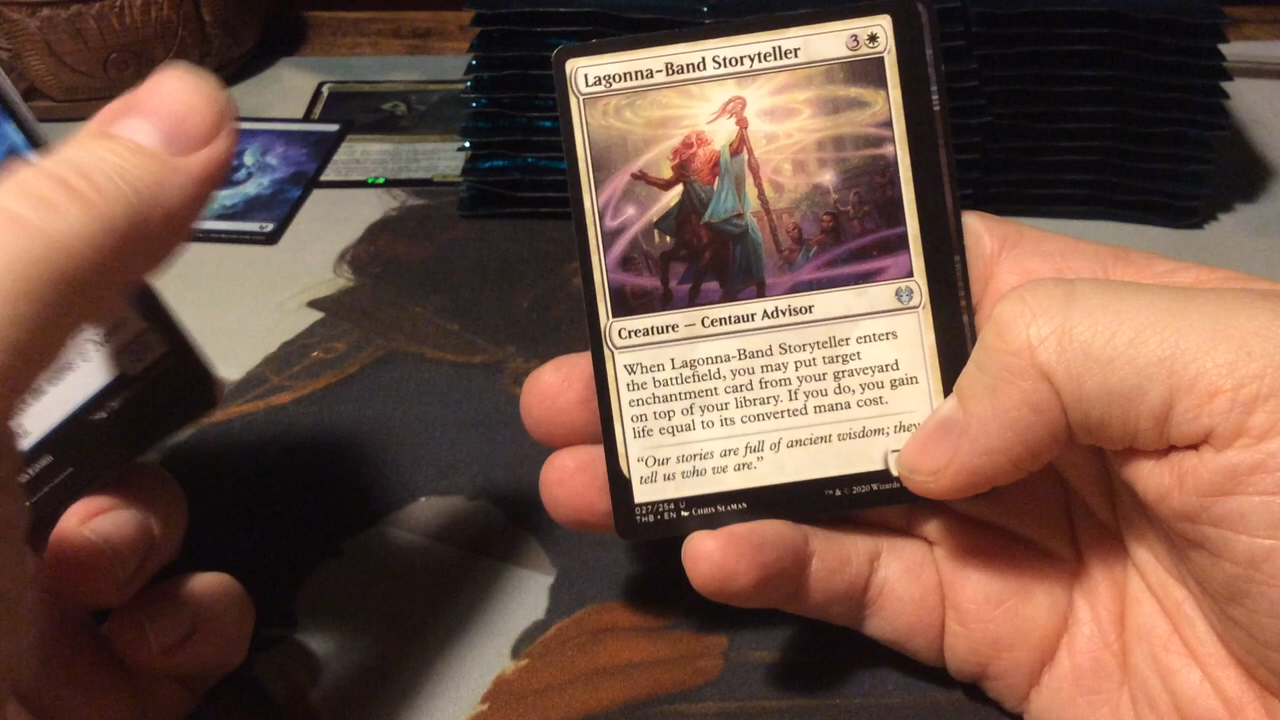 Lagonna-Band Storyteller 3
Creature — Centaur Advisor
When Lagonna-Band Storyteller enters
the battlefield, you may put target
enchantment card from your graveyard
on top of your library. If you do, you gain
life equal to its converted mana cost.
“Our stories are full of ancient wisdom; they
tell us who we are.”
027/254 U
THB • EN CHRIS SEAMAN
™ & © 2020 Wizards